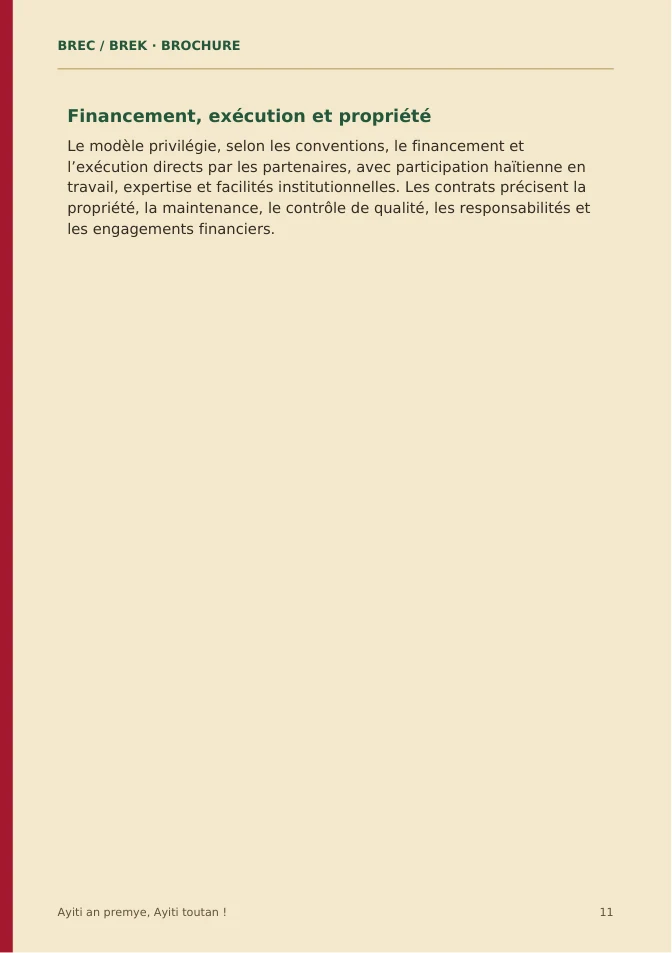 BREC / BREK · BROCHURE
Financement, exécution et propriété
Le modèle privilégie, selon les conventions, le financement et
l’exécution directs par les partenaires, avec participation haïtienne en
travail, expertise et facilités institutionnelles. Les contrats précisent la
propriété, la maintenance, le contrôle de qualité, les responsabilités et
les engagements financiers.
Ayiti an premye, Ayiti toutan !
11